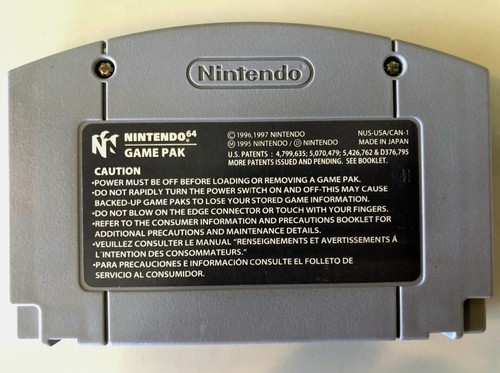 Nintendo
NINTENDO64
GAME PAK
©1996,1997 NINTENDO
Ⓜ1995 NINTENDO / Ⓓ NINTENDO
NUS-USA/CAN-1
MADE IN JAPAN
U.S. PATENTS : 4,799,635; 5,070,479; 5,426,762 & D376,795
MORE PATENTS ISSUED AND PENDING. SEE BOOKLET.
CAUTION
•POWER MUST BE OFF BEFORE LOADING OR REMOVING A GAME PAK.
•DO NOT RAPIDLY TURN THE POWER SWITCH ON AND OFF-THIS MAY CAUSE
BACKED-UP GAME PAKS TO LOSE YOUR STORED GAME INFORMATION.
•DO NOT BLOW ON THE EDGE CONNECTOR OR TOUCH WITH YOUR FINGERS.
•REFER TO THE CONSUMER INFORMATION AND PRECAUTIONS BOOKLET FOR
ADDITIONAL PRECAUTIONS AND MAINTENANCE DETAILS.
•VEUILLEZ CONSULTER LE MANUAL "RENSEIGNEMENTS ET AVERTISSEMENTS Á
L'INTENTION DES CONSOMMATEURS."
•PARA PRECAUCIONES E INFORMACIÓN CONSULTE EL FOLLETO DE
SERVICIO AL CONSUMIDOR.